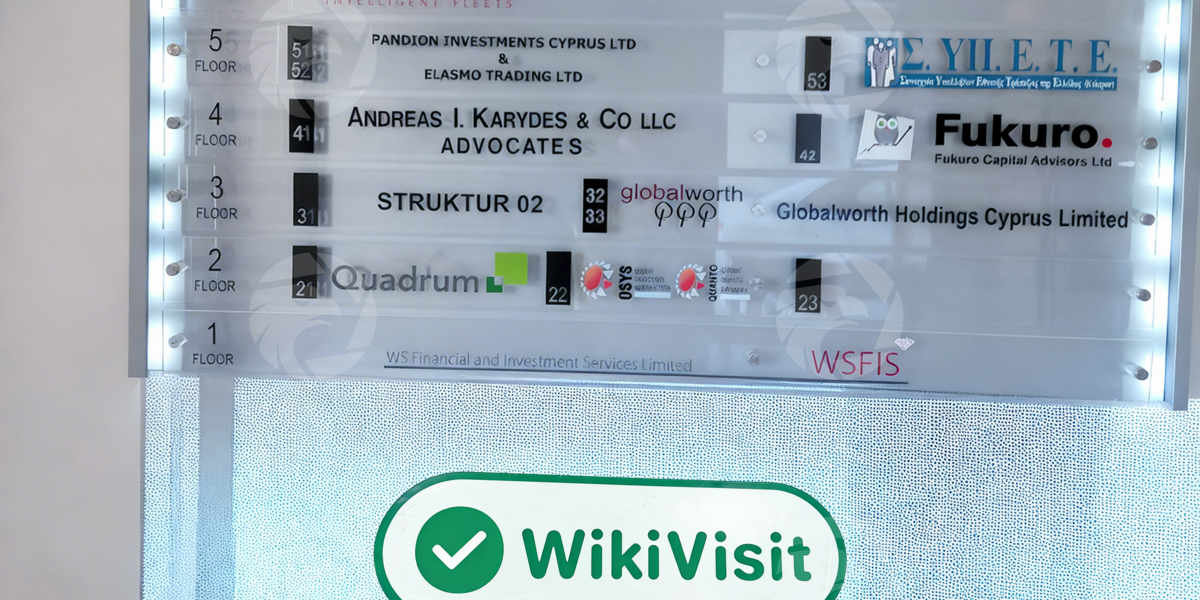 INTELLIGENT FLEETS
5 FLOOR
51
52
PANDION INVESTMENTS CYPRUS LTD
&
ELASMO TRADING LTD
53
Σ. ΥΠ. Ε. Τ. Ε.
4 FLOOR
41
ANDREAS I. KARYDES & CO LLC
ADVOCATES
42
Fukuro.
Fukuro Capital Advisors Ltd
3 FLOOR
31
STRUKTUR 02
32
33
globalworth
Globalworth Holdings Cyprus Limited
2 FLOOR
21
Quadrum
22
OSYS
QUANTO
23
1 FLOOR
WS Financial and Investment Services Limited
WSFIS
WikiVisit